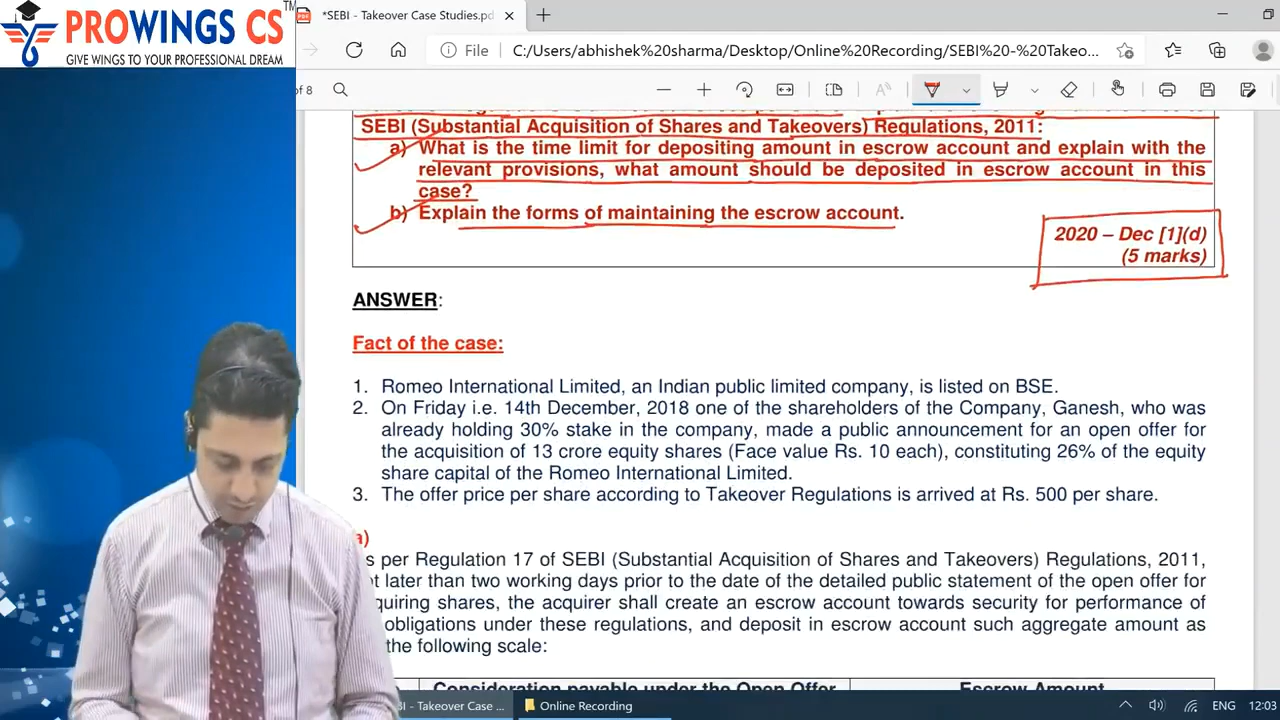 PROWINGS CS
TM
GIVE WINGS TO YOUR PROFESSIONAL DREAM
*SEBI - Takeover Case Studies.pd
File
C:/Users/abhishek%20sharma/Desktop/Online%20Recording/SEBI%20-%20Takeo...
of 8
SEBI (Substantial Acquisition of Shares and Takeovers) Regulations, 2011:
a) What is the time limit for depositing amount in escrow account and explain with the
relevant provisions, what amount should be deposited in escrow account in this
case?
b) Explain the forms of maintaining the escrow account.
2020 – Dec [1](d)
(5 marks)
ANSWER:
Fact of the case:
1. Romeo International Limited, an Indian public limited company, is listed on BSE.
2. On Friday i.e. 14th December, 2018 one of the shareholders of the Company, Ganesh, who was
already holding 30% stake in the company, made a public announcement for an open offer for
the acquisition of 13 crore equity shares (Face value Rs. 10 each), constituting 26% of the equity
share capital of the Romeo International Limited.
3. The offer price per share according to Takeover Regulations is arrived at Rs. 500 per share.
a)
s per Regulation 17 of SEBI (Substantial Acquisition of Shares and Takeovers) Regulations, 2011,
t later than two working days prior to the date of the detailed public statement of the open offer for
quiring shares, the acquirer shall create an escrow account towards security for performance of
obligations under these regulations, and deposit in escrow account such aggregate amount as
the following scale:
Consideration payable under the Open Offer
Escrow Amount
BI - Takeover Case ...
Online Recording
ENG
12:03